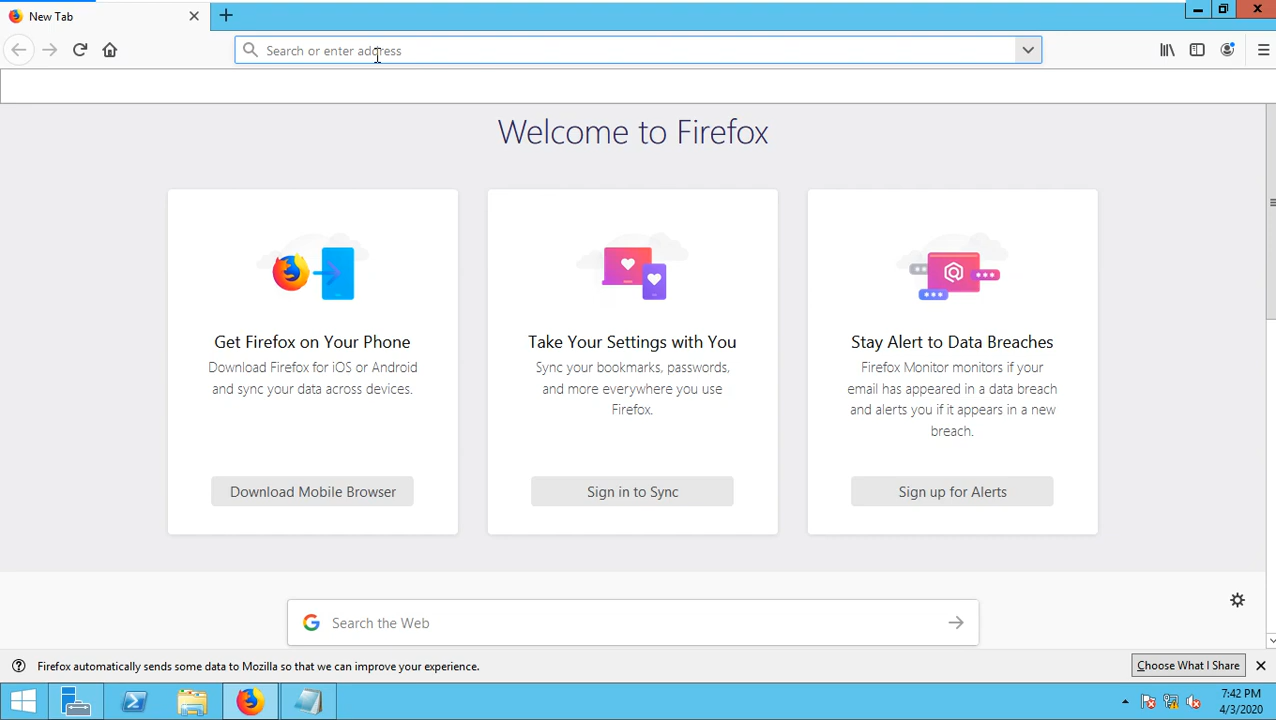 New Tab
Search or enter address
Welcome to Firefox
Get Firefox on Your Phone
Download Firefox for iOS or Android
and sync your data across devices.
Download Mobile Browser
Take Your Settings with You
Sync your bookmarks, passwords,
and more everywhere you use
Firefox.
Sign in to Sync
Stay Alert to Data Breaches
Firefox Monitor monitors if your
email has appeared in a data breach
and alerts you if it appears in a new
breach.
Sign up for Alerts
Search the Web
Firefox automatically sends some data to Mozilla so that we can improve your experience.
Choose What I Share
7:42 PM
4/3/2020